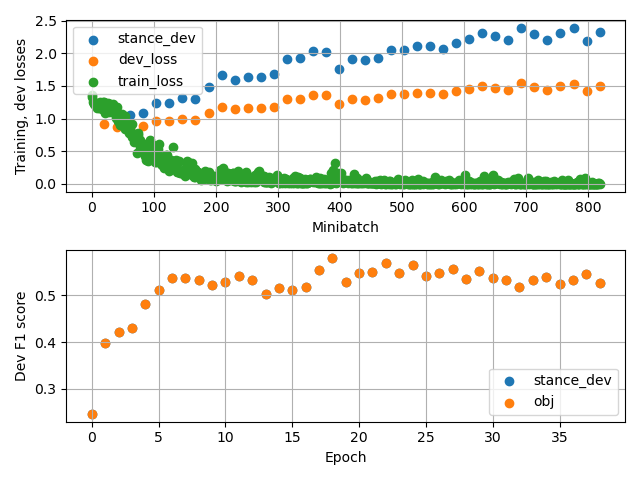 Training, dev losses
2.5
2.0
1.5
1.0
0.5
0.0
stance_dev
dev_loss
train_loss
0 100 200 300 400 500 600 700 800
Minibatch
Dev F1 score
0.5
0.4
0.3
stance_dev
obj
0 5 10 15 20 25 30 35
Epoch